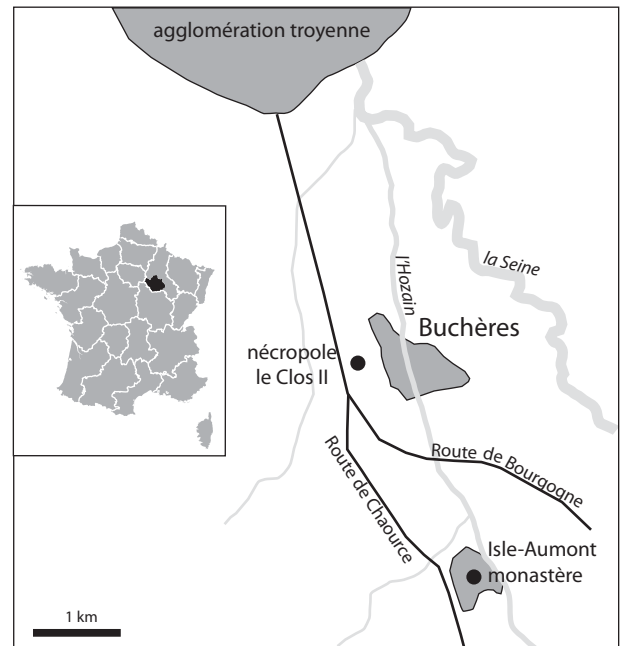 agglomération troyenne
la Seine
l'Hozain
Buchères
nécropole
le Clos II
Route de Bourgogne
Route de Chaource
Isle-Aumont
monastère
1 km